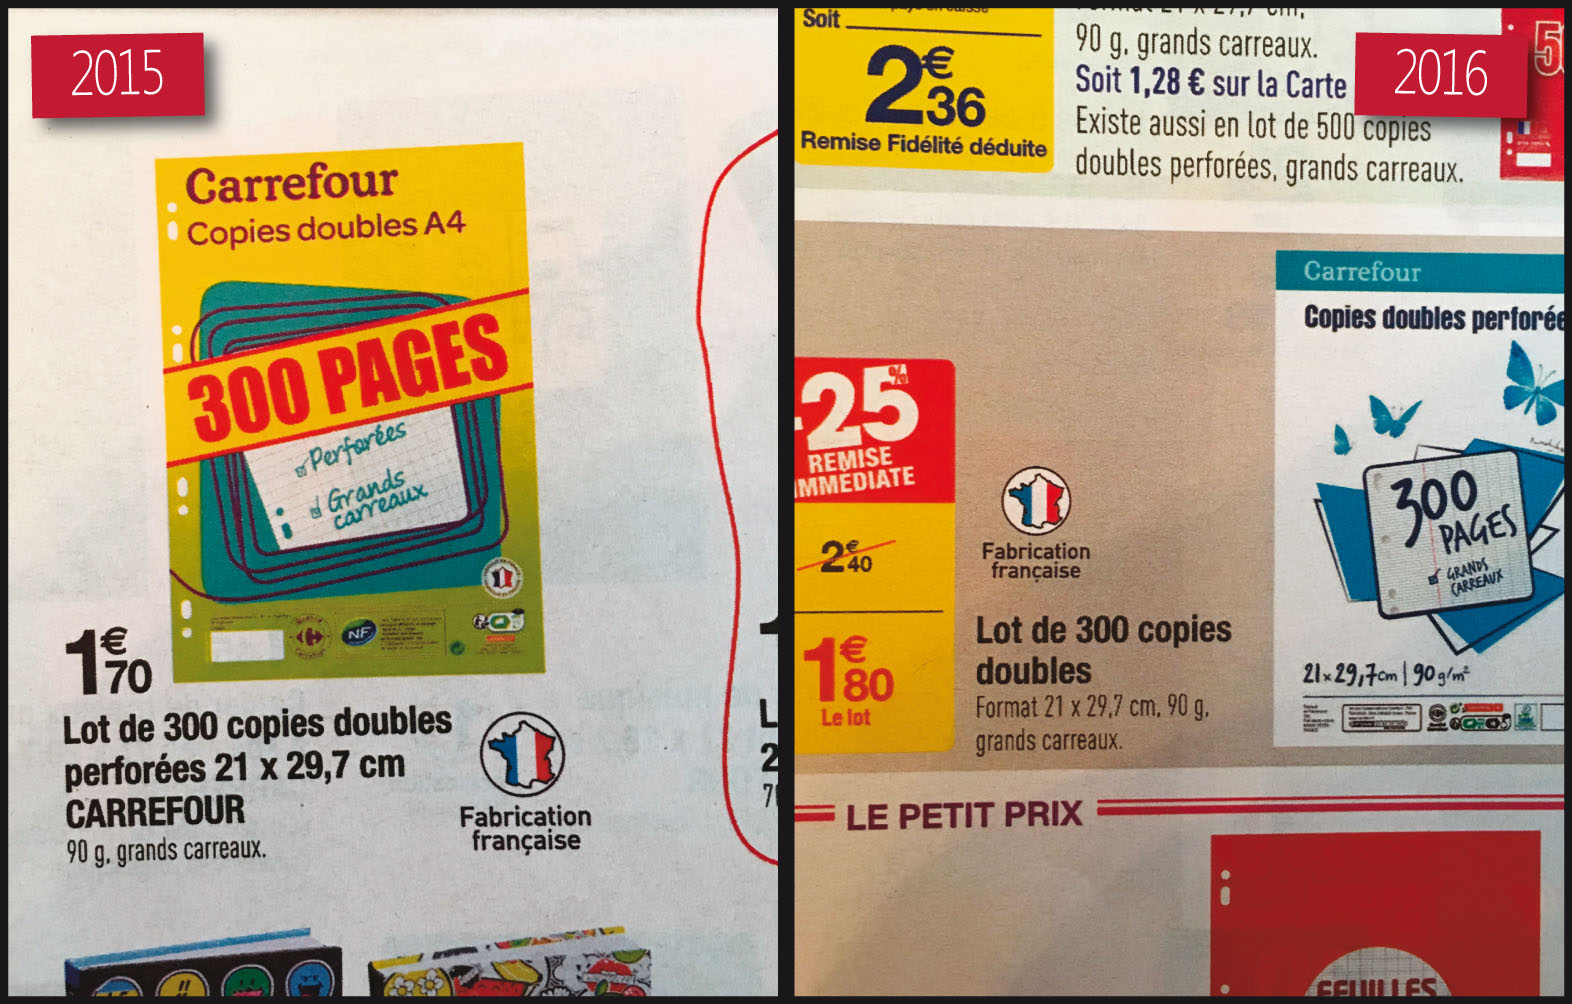 2015
Carrefour
Copies doubles A4
300 PAGES
Perforées
Grands
carreaux
NF
1€70
Lot de 300 copies doubles
perforées 21 x 29,7 cm
CARREFOUR
90 g, grands carreaux.
Fabrication
française
L
2
2016
Soit
2€36
Remise Fidélité déduite
90 g, grands carreaux.
Soit 1,28 € sur la Carte
Existe aussi en lot de 500 copies
doubles perforées, grands carreaux.
5
-25%
REMISE
IMMÉDIATE
2€40
1€80
Le lot
Fabrication
française
Lot de 300 copies
doubles
Format 21 x 29,7 cm, 90 g,
grands carreaux.
Carrefour
Copies doubles perforée
300
PAGES
GRANDS
CARREAUX
21x29,7cm | 90g/m²
LE PETIT PRIX
FEUILLES